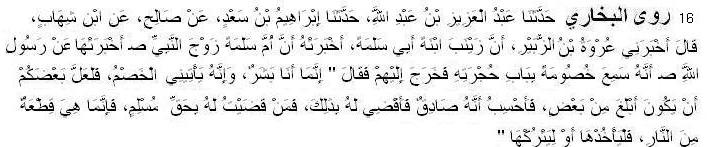 16 روى البخاري حَدَّثَنَا عَبْدُ الْعَزِيزِ بْنُ عَبْدِ اللَّهِ، حَدَّثَنَا إِبْرَاهِيمُ بْنُ سَعْدٍ، عَنْ صَالِحٍ، عَنِ ابْنِ شِهَابٍ،
قَالَ أَخْبَرَنِي عُرْوَةُ بْنُ الزُّبَيْرِ، أَنَّ زَيْنَبَ ابْنَةَ أَبِي سَلَمَةَ، أَخْبَرَتْهُ أَنَّ أُمَّ سَلَمَةَ زَوْجَ النَّبِيِّ صـ أَخْبَرَتْهَا عَنْ رَسُولِ
اللَّهِ صـ أَنَّهُ سَمِعَ خُصُومَةً بِبَابِ حُجْرَتِهِ فَخَرَجَ إِلَيْهِمْ فَقَالَ " إِنَّمَا أَنَا بَشَرٌ، وَإِنَّهُ يَأْتِينِي الْخَصْمُ، فَلَعَلَّ بَعْضَكُمْ
أَنْ يَكُونَ أَبْلَغَ مِنْ بَعْضٍ، فَأَحْسِبُ أَنَّهُ صَادِقٌ فَأَقْضِي لَهُ بِذَلِكَ، فَمَنْ قَضَيْتُ لَهُ بِحَقِّ مُسْلِمٍ، فَإِنَّمَا هِيَ قِطْعَةٌ
مِنَ النَّارِ، فَلْيَأْخُذْهَا أَوْ لِيَتْرُكْهَا "